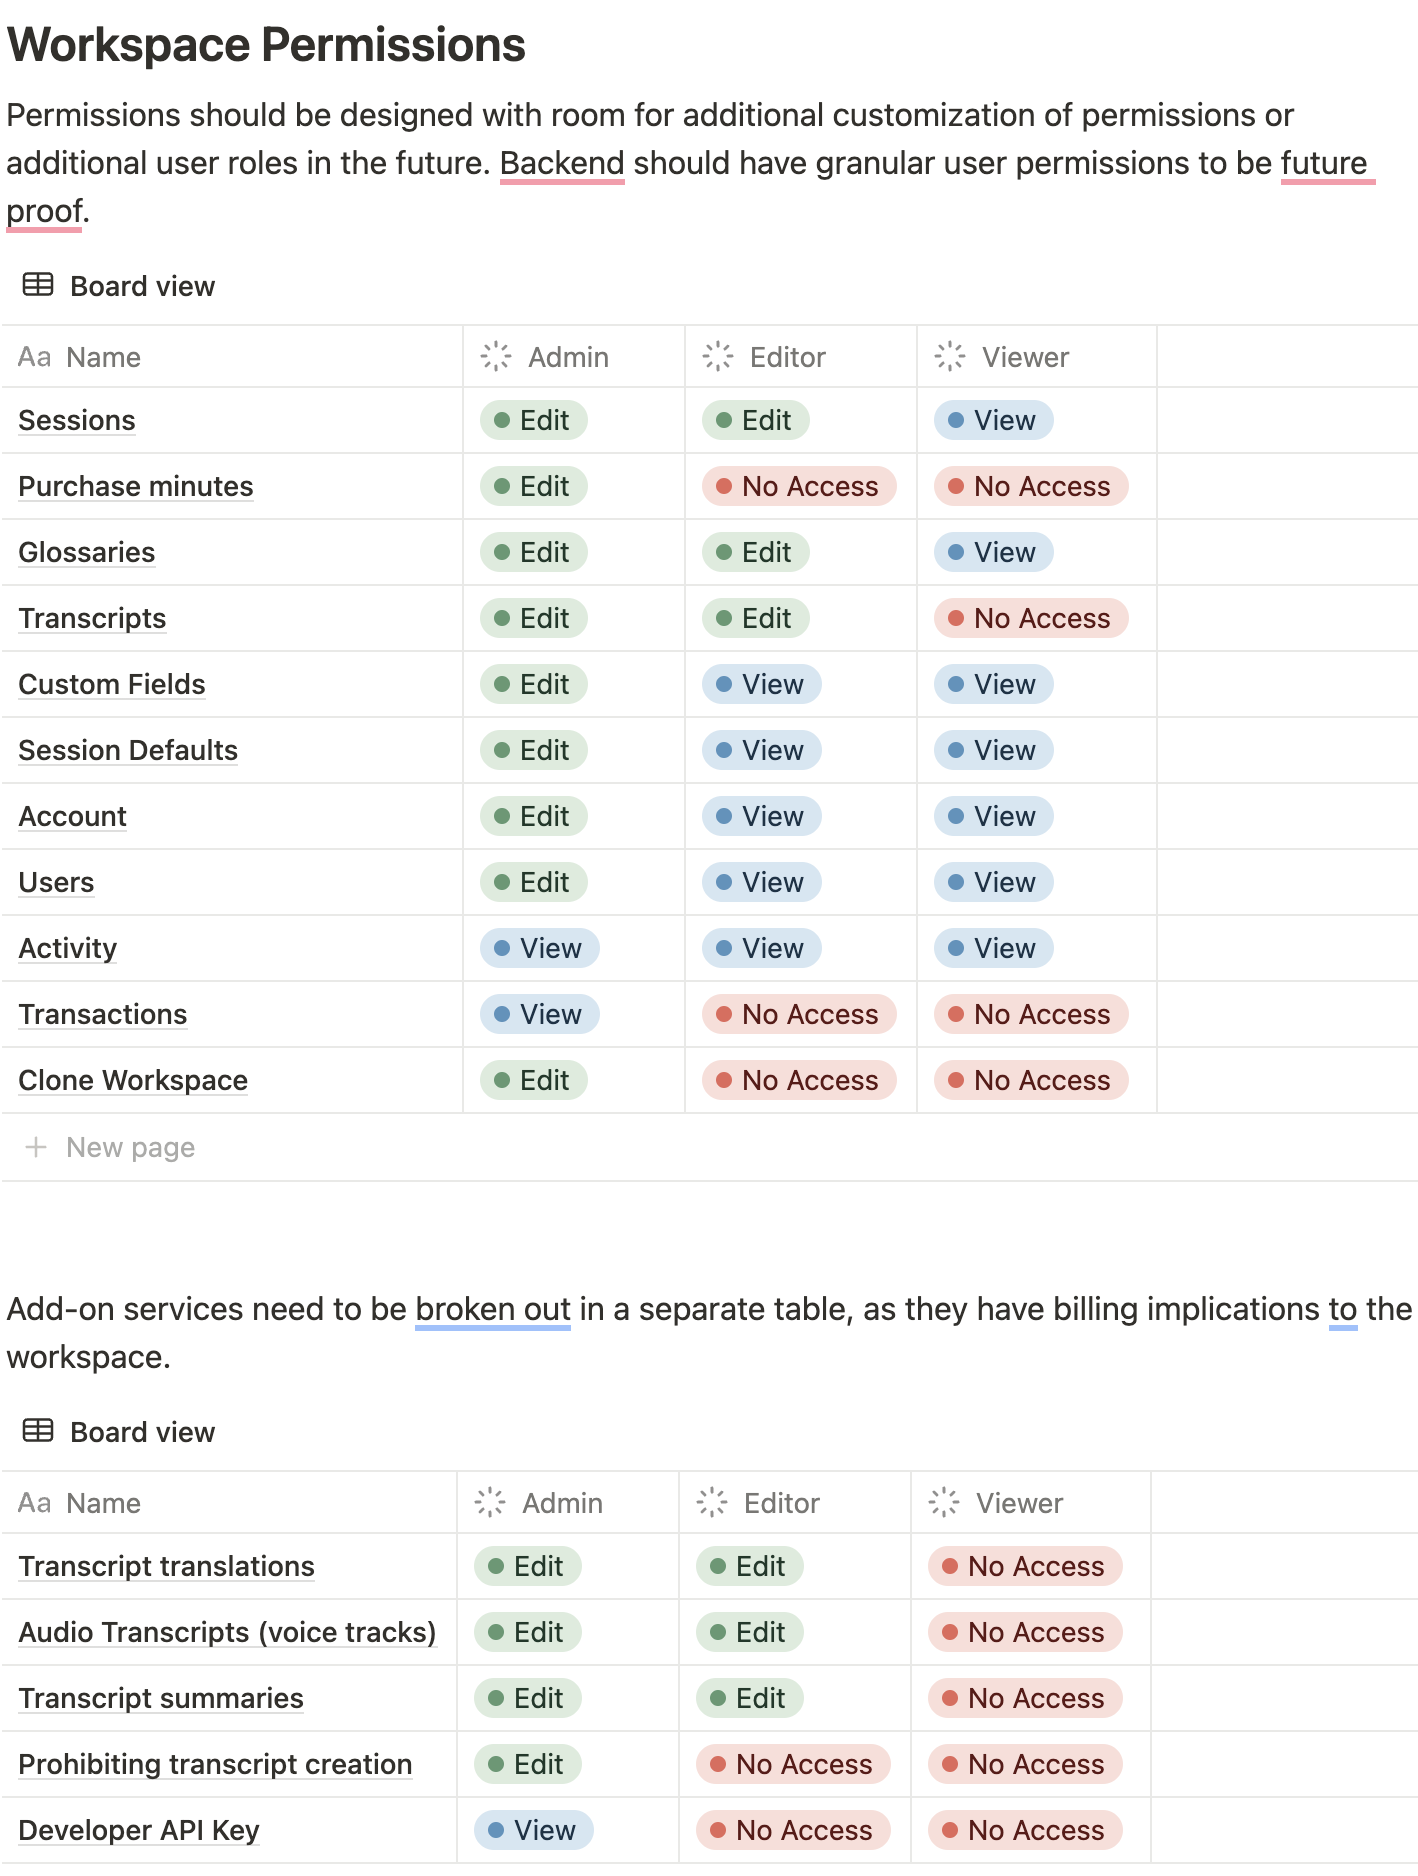 Workspace Permissions
Permissions should be designed with room for additional customization of permissions or
additional user roles in the future. Backend should have granular user permissions to be future
proof.
Board view
Aa Name Admin Editor Viewer
Sessions Edit Edit View
Purchase minutes Edit No Access No Access
Glossaries Edit Edit View
Transcripts Edit Edit No Access
Custom Fields Edit View View
Session Defaults Edit View View
Account Edit View View
Users Edit View View
Activity View View View
Transactions View No Access No Access
Clone Workspace Edit No Access No Access
+ New page
Add-on services need to be broken out in a separate table, as they have billing implications to the
workspace.
Board view
Aa Name Admin Editor Viewer
Transcript translations Edit Edit No Access
Audio Transcripts (voice tracks) Edit Edit No Access
Transcript summaries Edit Edit No Access
Prohibiting transcript creation Edit No Access No Access
Developer API Key View No Access No Access